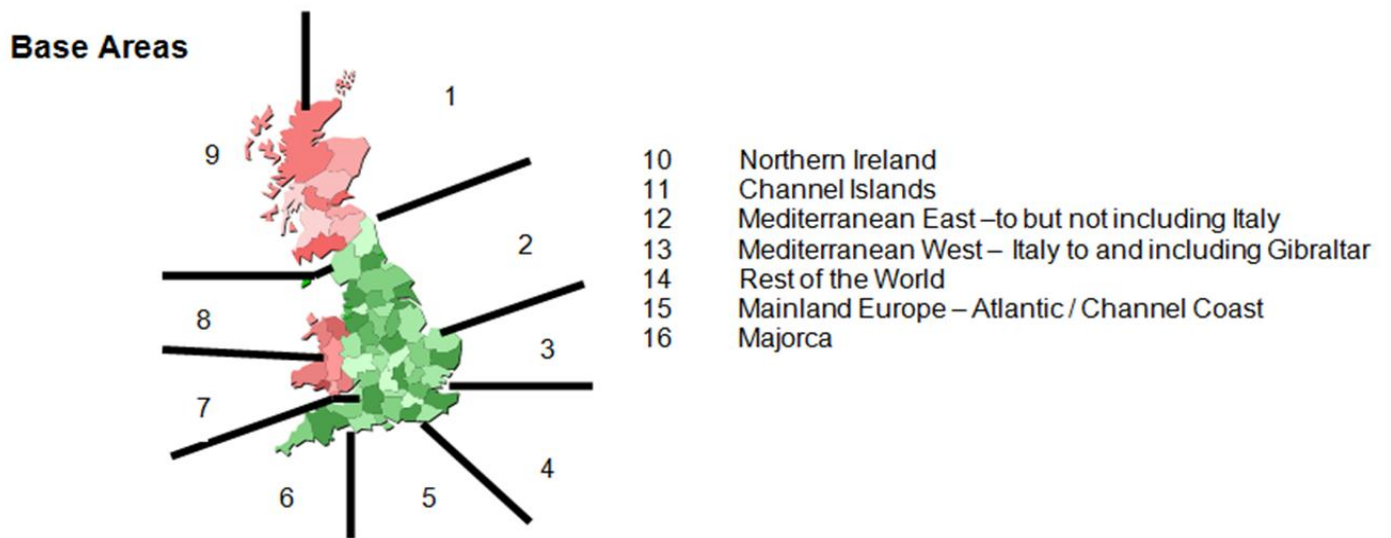 Base Areas
1
9
2
8
3
7
4
6
5
10 Northern Ireland
11 Channel Islands
12 Mediterranean East –to but not including Italy
13 Mediterranean West – Italy to and including Gibraltar
14 Rest of the World
15 Mainland Europe – Atlantic / Channel Coast
16 Majorca